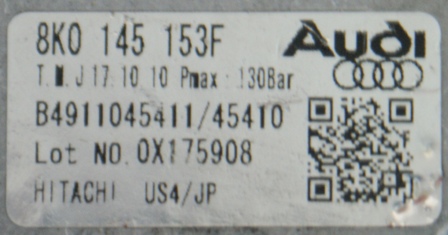 8K0 145 153F
Audi
T.M.J 17.10.10 Pmax 130Bar
B4911045411/45410
Lot NO.0X175908
HITACHI US4/JP